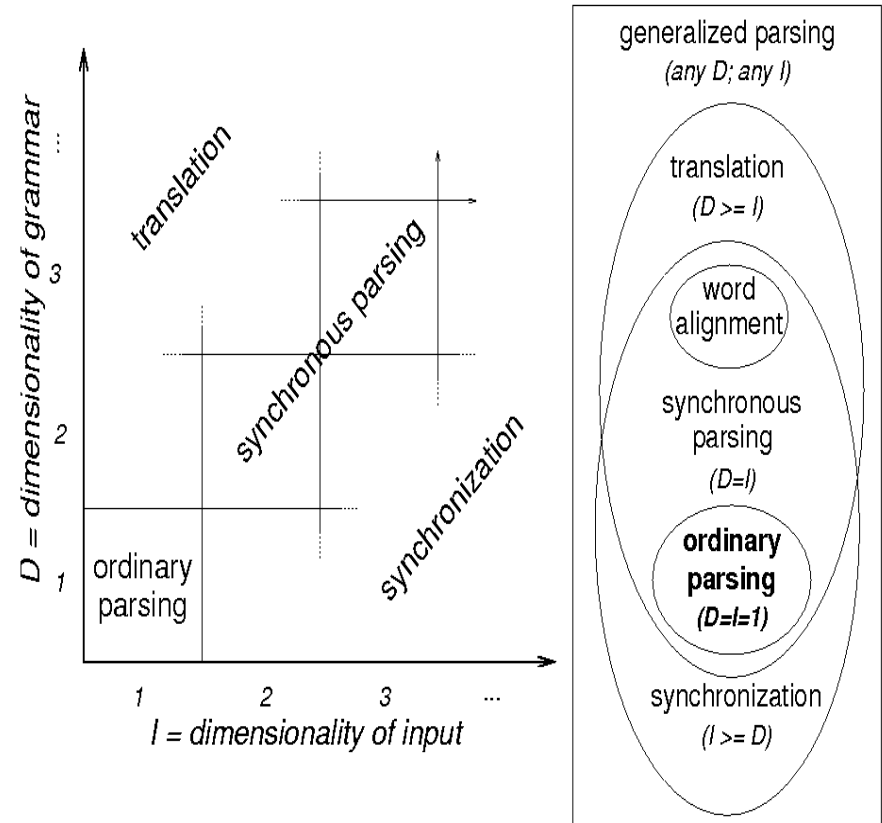 D = dimensionality of grammar
...
3
2
1
translation
synchronous parsing
synchronization
ordinary
parsing
1 2 3 ...
I = dimensionality of input
generalized parsing
(any D; any I)
translation
(D >= I)
word
alignment
synchronous
parsing
(D=I)
ordinary
parsing
(D=I=1)
synchronization
(I >= D)